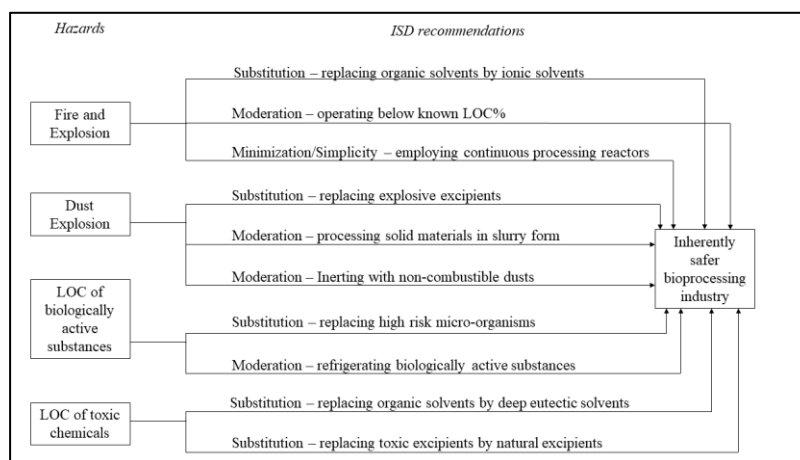 Hazards
ISD recommendations
Substitution – replacing organic solvents by ionic solvents
Fire and
Explosion
Moderation – operating below known LOC%
Minimization/Simplicity – employing continuous processing reactors
Dust
Explosion
Substitution – replacing explosive excipients
Moderation – processing solid materials in slurry form
Moderation – Inerting with non-combustible dusts
Inherently
safer
bioprocessing
industry
LOC of
biologically
active
substances
Substitution – replacing high risk micro-organisms
Moderation – refrigerating biologically active substances
LOC of toxic
chemicals
Substitution – replacing organic solvents by deep eutectic solvents
Substitution – replacing toxic excipients by natural excipients